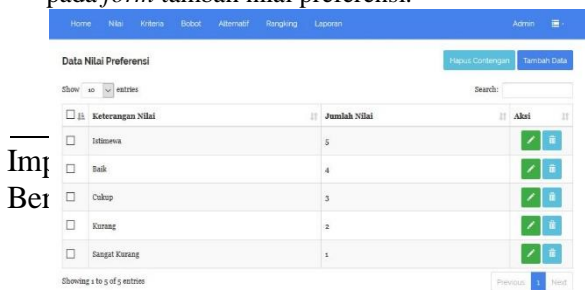 pada form tambah nilai preferensi.
Home Nilai Kriteria Bobot Alternatif Rangking Laporan Admin
Data Nilai Preferensi Hapus Contengan Tambah Data
Show 10 entries Search:
Keterangan Nilai Jumlah Nilai Aksi
Istimewa 5
Baik 4
Cukup 3
Kurang 2
Sangat Kurang 1
Showing 1 to 5 of 5 entries Previous 1 Next